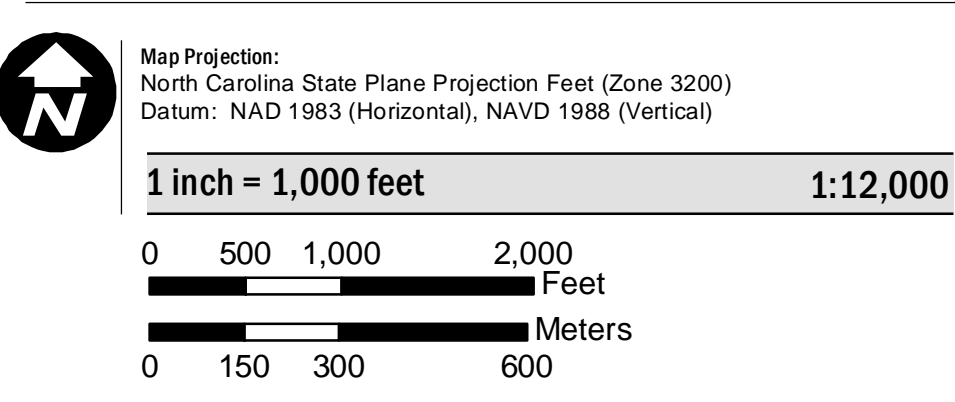 N
Map Projection:
North Carolina State Plane Projection Feet (Zone 3200)
Datum: NAD 1983 (Horizontal), NAVD 1988 (Vertical)
1 inch = 1,000 feet 1:12,000
0 500 1,000 2,000
Feet
Meters
0 150 300 600